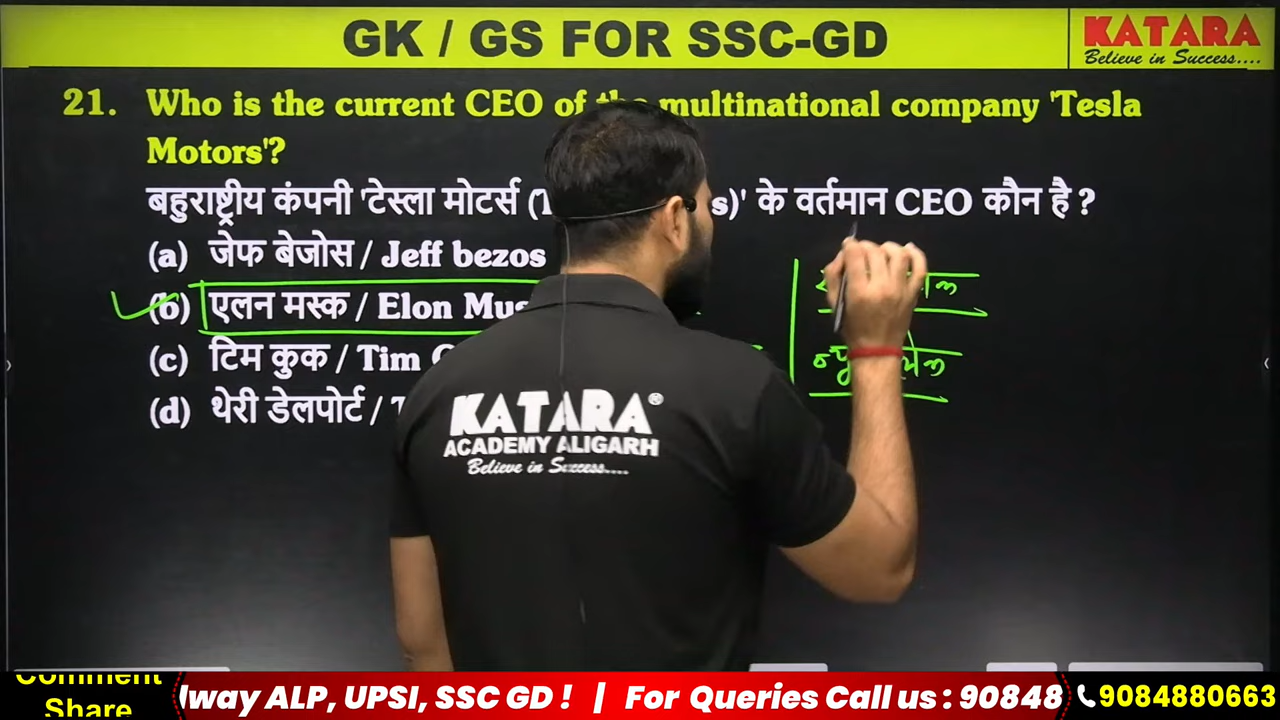 GK / GS FOR SSC-GD
KATARA
Believe in Success....
21. Who is the current CEO of the multinational company 'Tesla
Motors'?
बहुराष्ट्रीय कंपनी 'टेस्ला मोटर्स ( s)' के वर्तमान CEO कौन है ?
(a) जेफ बेजोस / Jeff bezos
(b) एलन मस्क / Elon
(c) टिम कुक / Tim
(d) थेरी डेलपोर्ट /
KATARA®
ACADEMY ALIGARH
Believe in Success....
Comment
Share
lway ALP, UPSI, SSC GD ! | For Queries Call us : 90848
9084880663